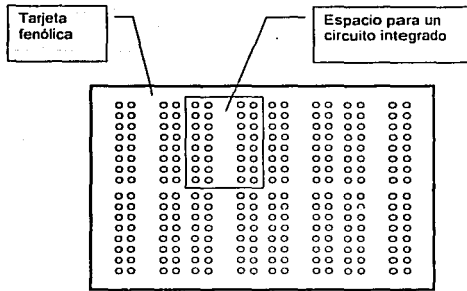 Tarjeta
fenólica
Espacio para un
circuito integrado